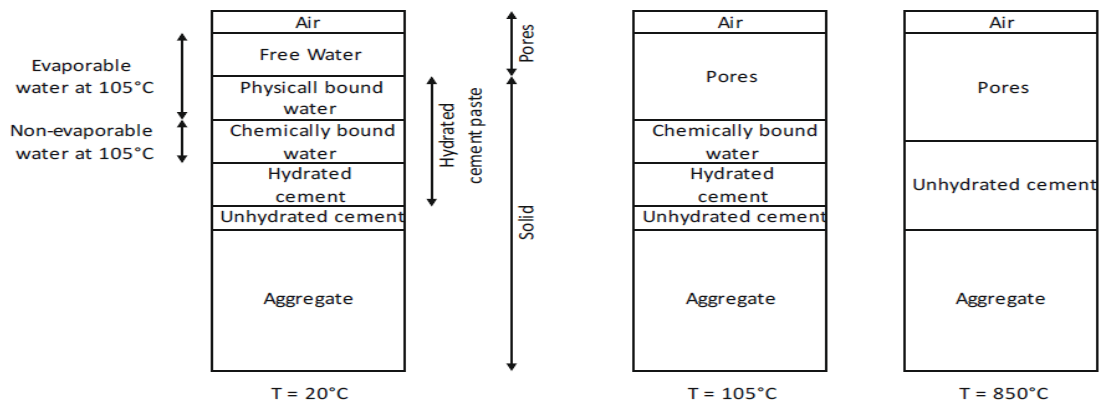 Air
Free Water
Physicall bound
water
Chemically bound
water
Hydrated
cement
Unhydrated cement
Aggregate
T = 20°C
Evaporable
water at 105°C
Non-evaporable
water at 105°C
Hydrated
cement paste
Pores
Solid
Air
Pores
Chemically bound
water
Hydrated
cement
Unhydrated cement
Aggregate
T = 105°C
Air
Pores
Unhydrated cement
Aggregate
T = 850°C